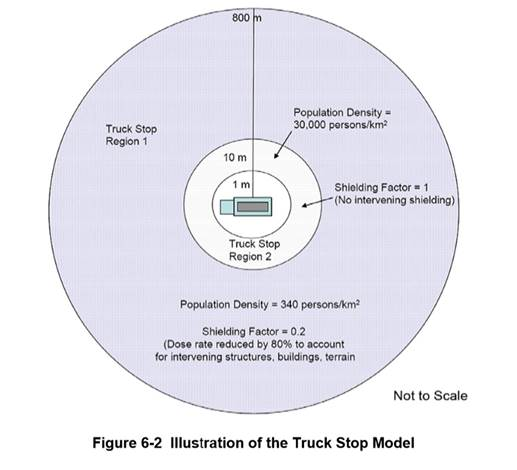 800 m
Population Density =
30,000 persons/km²
Truck Stop
Region 1
10 m
1 m
Shielding Factor = 1
(No intervening shielding)
Truck Stop
Region 2
Population Density = 340 persons/km²
Shielding Factor = 0.2
(Dose rate reduced by 80% to account
for intervening structures, buildings, terrain
Not to Scale
Figure 6-2 Illustration of the Truck Stop Model